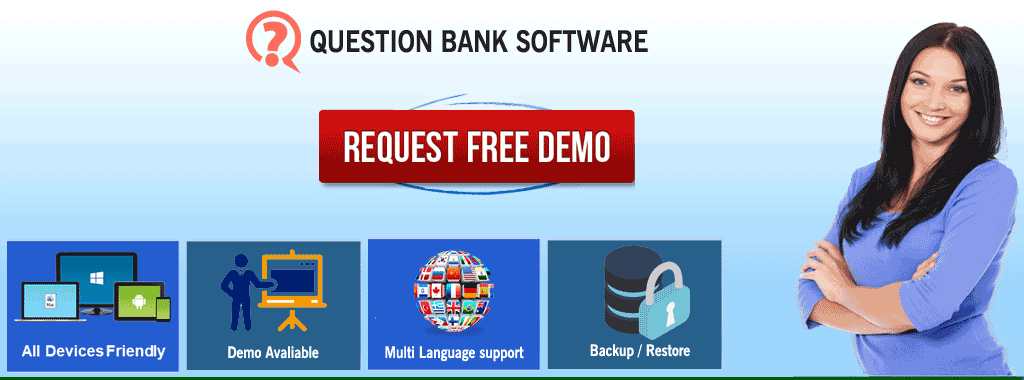 QUESTION BANK SOFTWARE
REQUEST FREE DEMO
All Devices Friendly
Demo Avaliable
Multi Language support
Backup / Restore